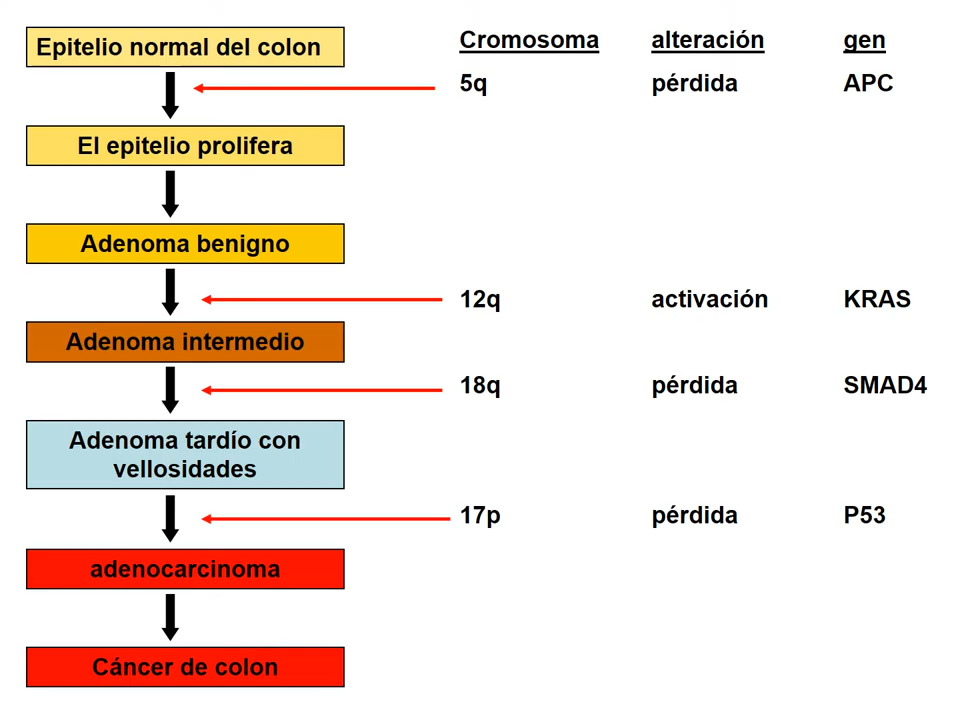 Epitelio normal del colon
Cromosoma alteración gen
5q pérdida APC
El epitelio prolifera
Adenoma benigno
12q activación KRAS
Adenoma intermedio
18q pérdida SMAD4
Adenoma tardío con
vellosidades
17p pérdida P53
adenocarcinoma
Cáncer de colon